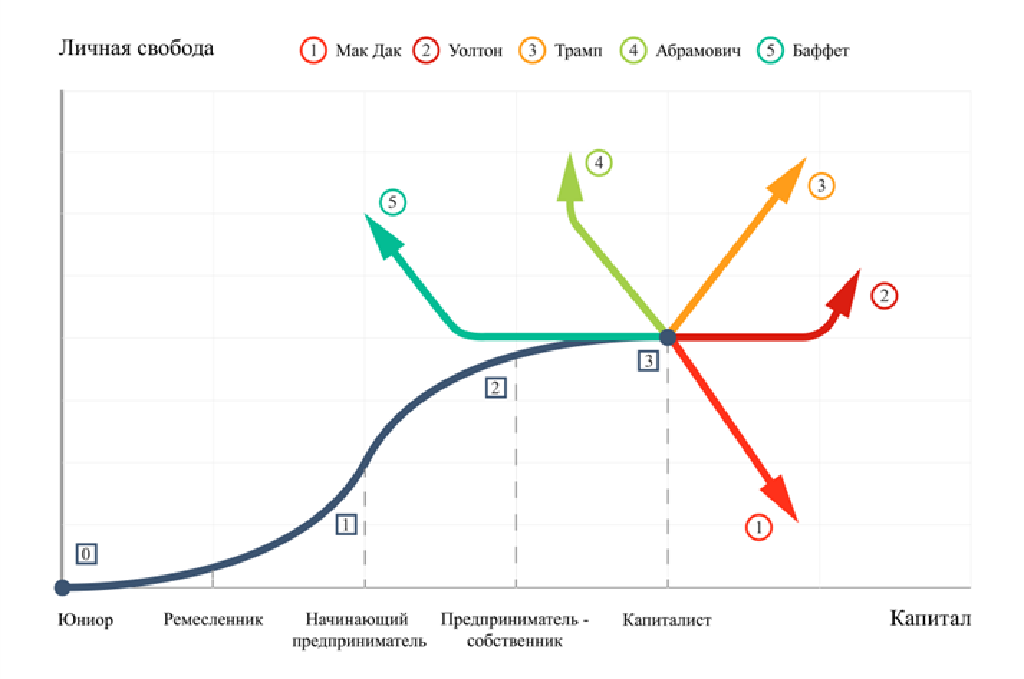 Личная свобода
1 Мак Дак 2 Уолтон 3 Трамп 4 Абрамович 5 Баффет
4
3
5
2
3
2
1
1
0
Юниор
Ремесленник
Начинающий
предприниматель
Предприниматель -
собственник
Капиталист
Капитал